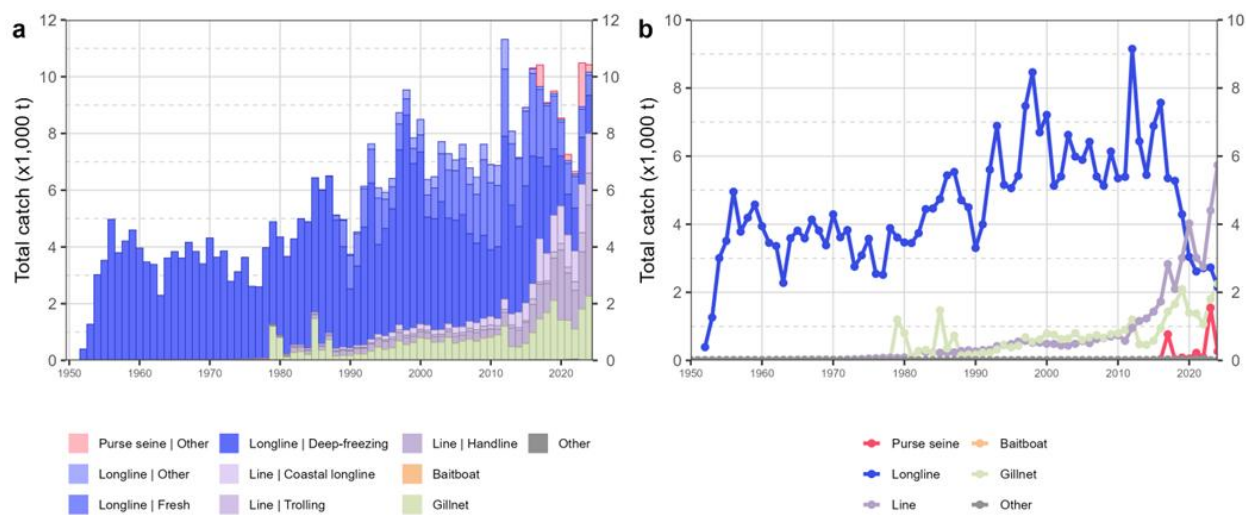 a
Total catch (x1,000 t)
12
10
8
6
4
2
0
12
10
8
6
4
2
0
1950 1960 1970 1980 1990 2000 2010 2020
b
Total catch (x1,000 t)
10
8
6
4
2
0
10
8
6
4
2
0
1950 1960 1970 1980 1990 2000 2010 2020
Purse seine | Other Longline | Deep-freezing Line | Handline Other
Longline | Other Line | Coastal longline Baitboat
Longline | Fresh Line | Trolling Gillnet
Purse seine Baitboat
Longline Gillnet
Line Other